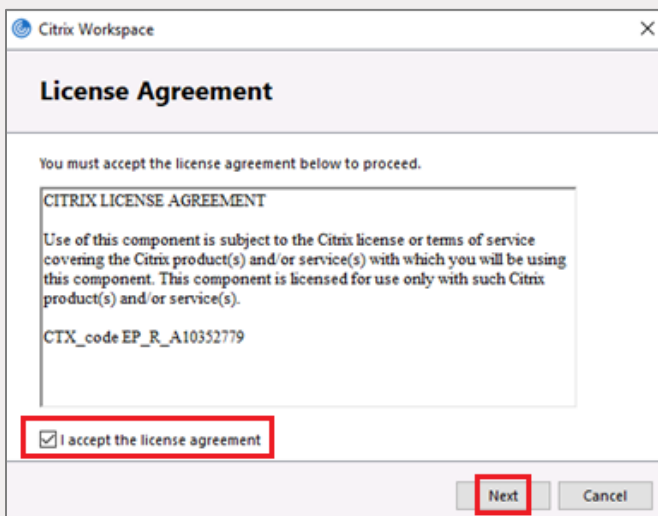 Citrix Workspace
License Agreement
You must accept the license agreement below to proceed.
CITRIX LICENSE AGREEMENT
Use of this component is subject to the Citrix license or terms of service
covering the Citrix product(s) and/or service(s) with which you will be using
this component. This component is licensed for use only with such Citrix
product(s) and/or service(s).
CTX_code EP_R_A10352779
I accept the license agreement
Next Cancel